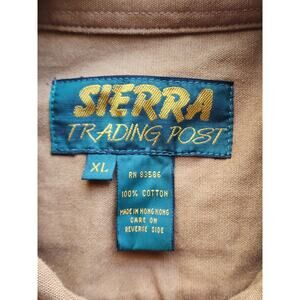 SIERRA
TRADING POST
XL
RN 83586
100% COTTON
MADE IN HONG KONG
CARE ON
REVERSE SIDE